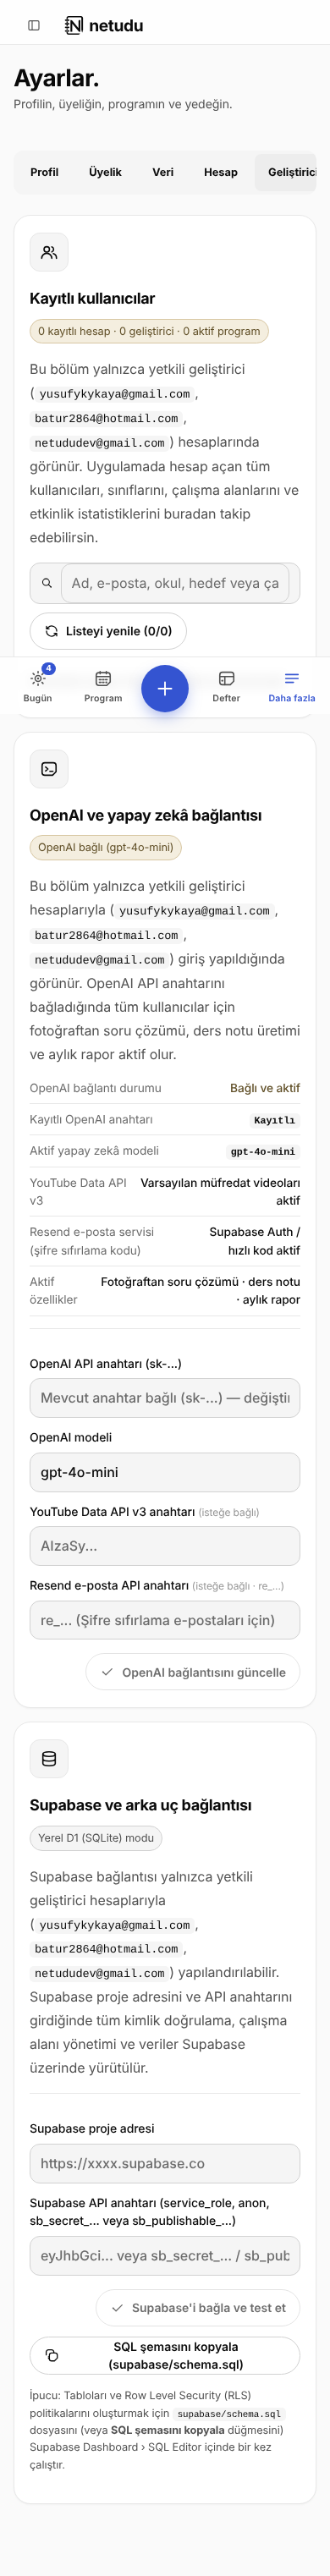 netudu
Ayarlar.
Profilin, üyeliğin, programın ve yedeğin.
Profil Üyelik Veri Hesap Geliştirici
Kayıtlı kullanıcılar
0 kayıtlı hesap · 0 geliştirici · 0 aktif program
Bu bölüm yalnızca yetkili geliştirici
( yusufykykaya@gmail.com ,
batur2864@hotmail.com ,
netududev@gmail.com ) hesaplarında
görünür. Uygulamada hesap açan tüm
kullanıcıları, sınıflarını, çalışma alanlarını ve
etkinlik istatistiklerini buradan takip
edebilirsin.
Ad, e-posta, okul, hedef veya ça
Listeyi yenile (0/0)
4
Bugün Program Defter Daha fazla
OpenAI ve yapay zekâ bağlantısı
OpenAI bağlı (gpt-4o-mini)
Bu bölüm yalnızca yetkili geliştirici
hesaplarıyla ( yusufykykaya@gmail.com ,
batur2864@hotmail.com ,
netududev@gmail.com ) giriş yapıldığında
görünür. OpenAI API anahtarını
bağladığında tüm kullanıcılar için
fotoğraftan soru çözümü, ders notu üretimi
ve aylık rapor aktif olur.
OpenAI bağlantı durumu Bağlı ve aktif
Kayıtlı OpenAI anahtarı Kayıtlı
Aktif yapay zekâ modeli gpt-4o-mini
YouTube Data API Varsayılan müfredat videoları
v3 aktif
Resend e-posta servisi Supabase Auth /
(şifre sıfırlama kodu) hızlı kod aktif
Aktif Fotoğraftan soru çözümü · ders notu
özellikler · aylık rapor
OpenAI API anahtarı (sk-...)
Mevcut anahtar bağlı (sk-...) — değiştir
OpenAI modeli
gpt-4o-mini
YouTube Data API v3 anahtarı (isteğe bağlı)
AIzaSy...
Resend e-posta API anahtarı (isteğe bağlı · re_...)
re_... (Şifre sıfırlama e-postaları için)
OpenAI bağlantısını güncelle
Supabase ve arka uç bağlantısı
Yerel D1 (SQLite) modu
Supabase bağlantısı yalnızca yetkili
geliştirici hesaplarıyla
( yusufykykaya@gmail.com ,
batur2864@hotmail.com ,
netududev@gmail.com ) yapılandırılabilir.
Supabase proje adresini ve API anahtarını
girdiğinde tüm kimlik doğrulama, çalışma
alanı yönetimi ve veriler Supabase
üzerinde yürütülür.
Supabase proje adresi
https://xxxx.supabase.co
Supabase API anahtarı (service_role, anon,
sb_secret_... veya sb_publishable_...)
eyJhbGci... veya sb_secret_... / sb_pub
Supabase'i bağla ve test et
SQL şemasını kopyala
(supabase/schema.sql)
İpucu: Tabloları ve Row Level Security (RLS)
politikalarını oluşturmak için supabase/schema.sql
dosyasını (veya SQL şemasını kopyala düğmesini)
Supabase Dashboard › SQL Editor içinde bir kez
çalıştır.